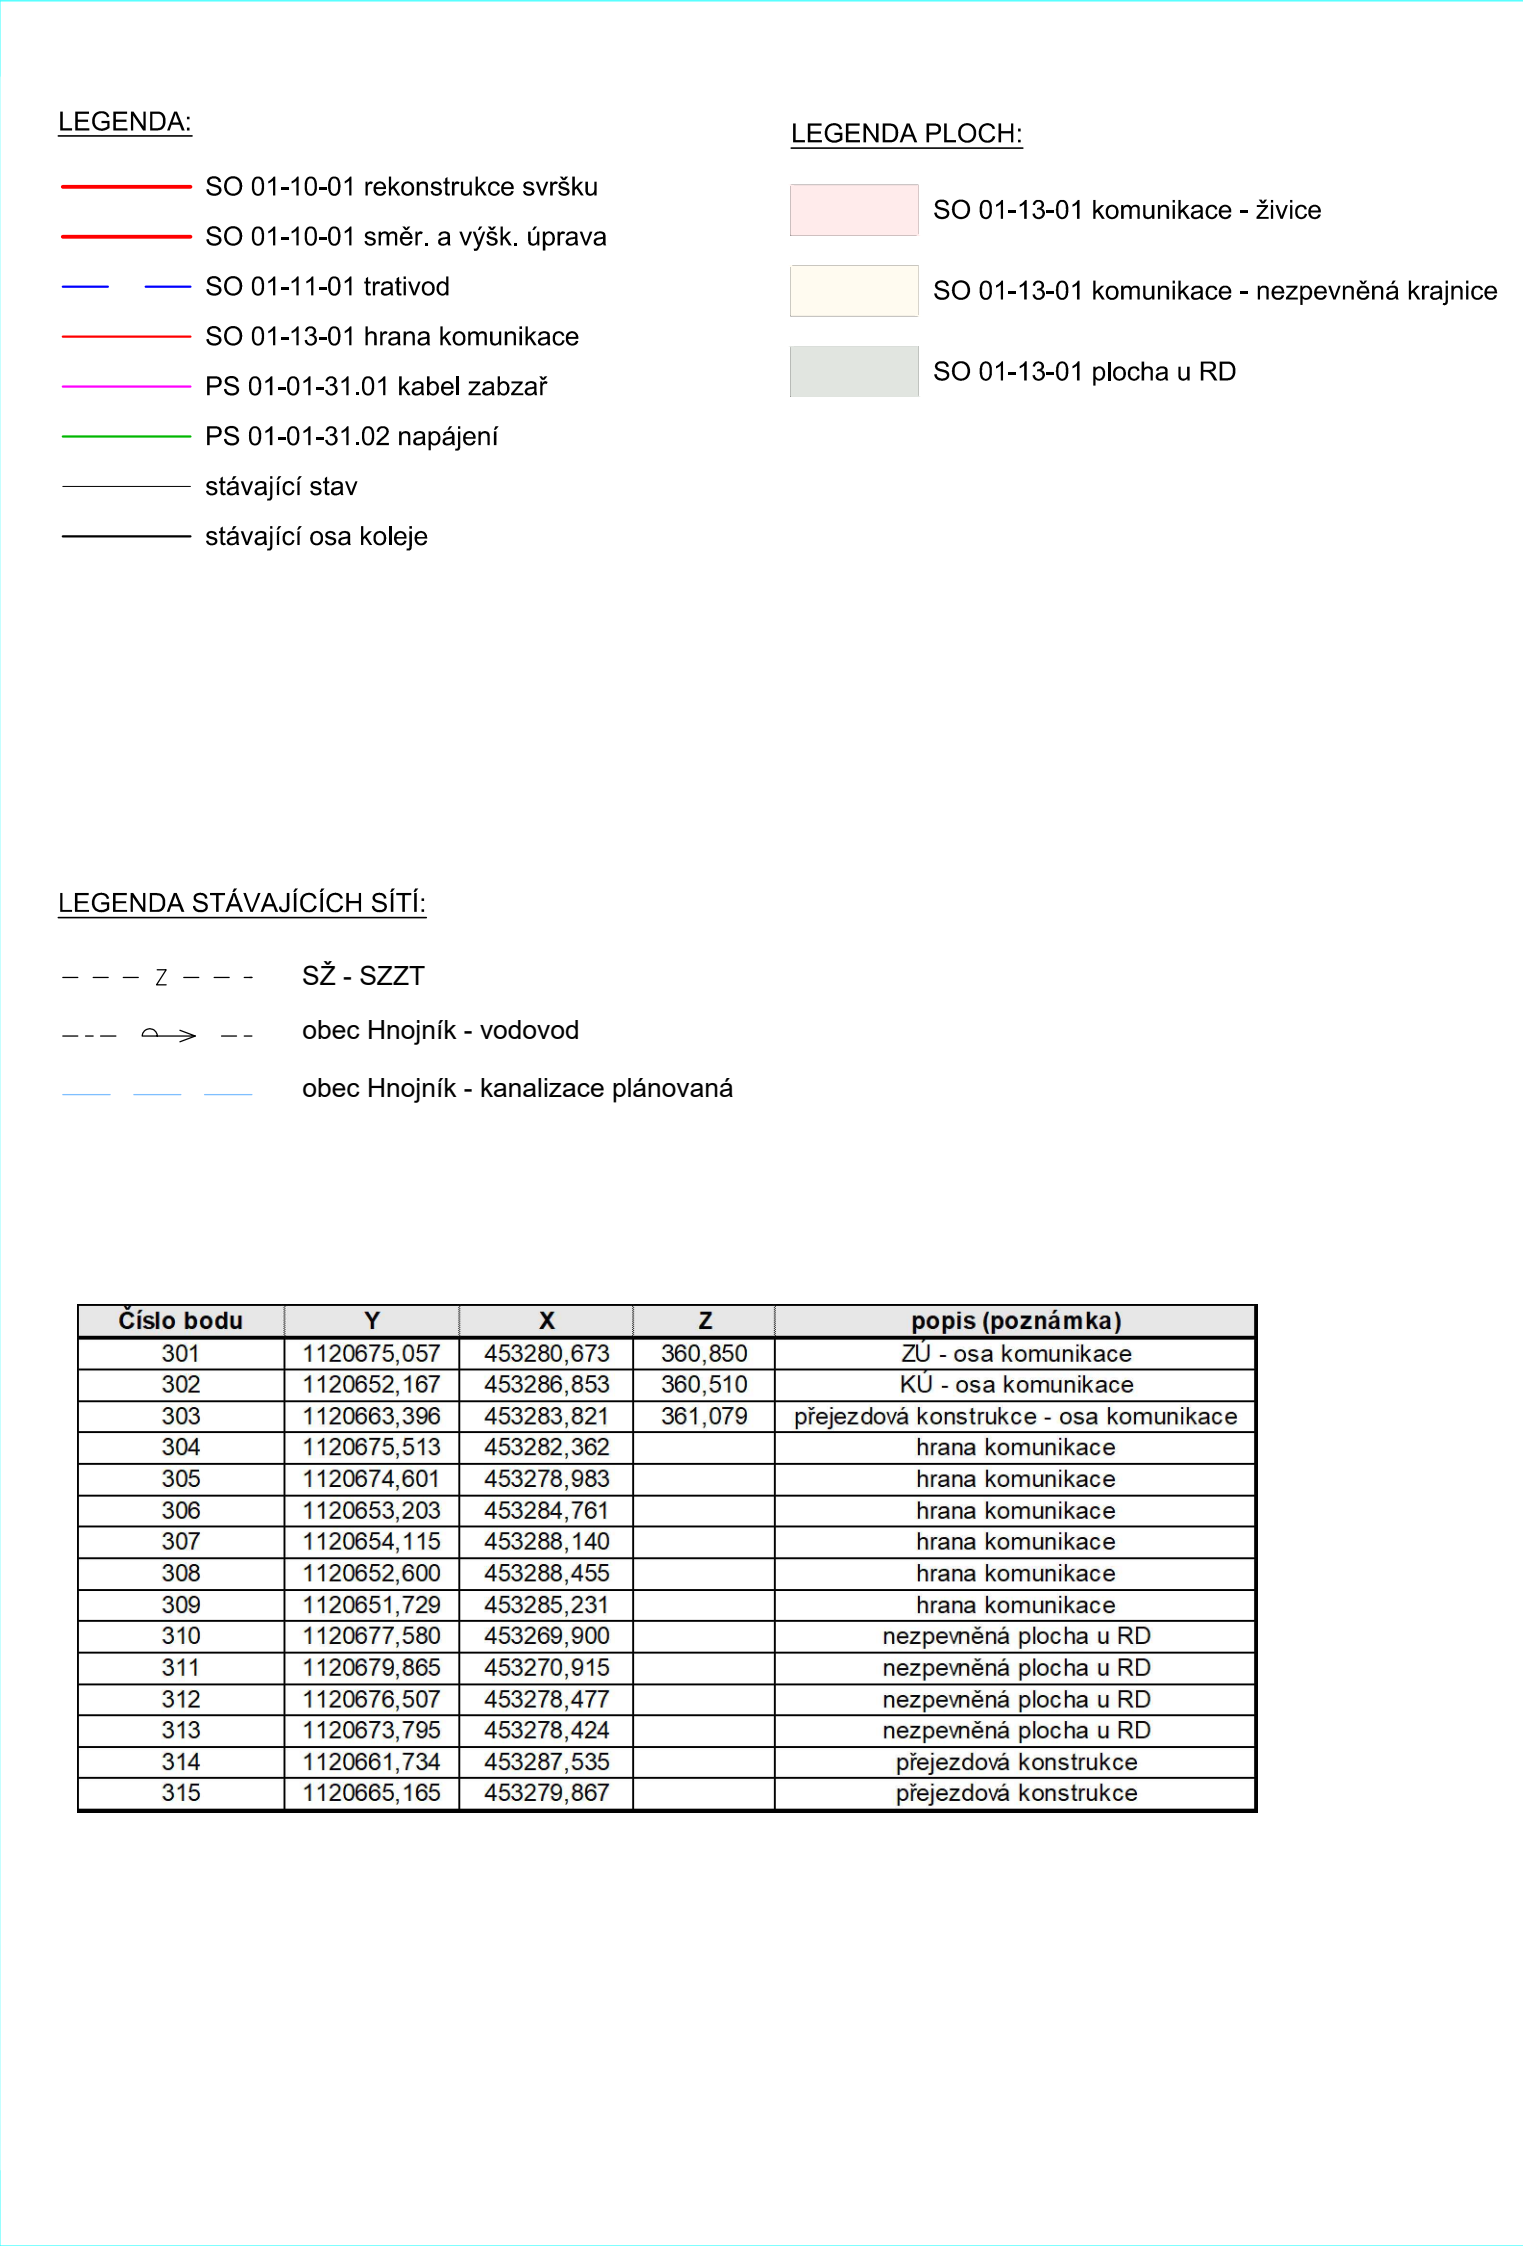 LEGENDA:
SO 01-10-01 rekonstrukce svršku
SO 01-10-01 směr. a výšk. úprava
SO 01-11-01 trativod
SO 01-13-01 hrana komunikace
PS 01-01-31.01 kabel zabzař
PS 01-01-31.02 napájení
stávající stav
stávající osa koleje
LEGENDA PLOCH:
SO 01-13-01 komunikace - živice
SO 01-13-01 komunikace - nezpevněná krajnice
SO 01-13-01 plocha u RD
LEGENDA STÁVAJÍCÍCH SÍTÍ:
Z SŽ - SZZT
obec Hnojník - vodovod
obec Hnojník - kanalizace plánovaná
Číslo bodu Y X Z popis (poznámka)
301 1120675,057 453280,673 360,850 ZÚ - osa komunikace
302 1120652,167 453286,853 360,510 KÚ - osa komunikace
303 1120663,396 453283,821 361,079 přejezdová konstrukce - osa komunikace
304 1120675,513 453282,362 hrana komunikace
305 1120674,601 453278,983 hrana komunikace
306 1120653,203 453284,761 hrana komunikace
307 1120654,115 453288,140 hrana komunikace
308 1120652,600 453288,455 hrana komunikace
309 1120651,729 453285,231 hrana komunikace
310 1120677,580 453269,900 nezpevněná plocha u RD
311 1120679,865 453270,915 nezpevněná plocha u RD
312 1120676,507 453278,477 nezpevněná plocha u RD
313 1120673,795 453278,424 nezpevněná plocha u RD
314 1120661,734 453287,535 přejezdová konstrukce
315 1120665,165 453279,867 přejezdová konstrukce